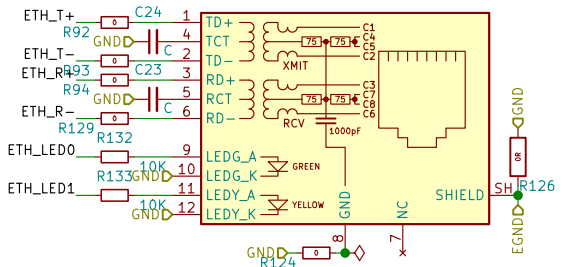 ETH_T+ R92 0 C24 1 TD+ C1
GND C 4 TCT 75 75 C4
C5
ETH_T- R93 0 2 TD- XMIT C2
ETH_R+ R94 0 C23 3 RD+ C3
GND C 5 RCT 75 75 C7
C8
ETH_R- R129 0 6 RD- RCV C6
1000pF
ETH_LED0 R132 10K 9 LEDG_A GREEN
GND 10 LEDG_K
ETH_LED1 R133 10K 11 LEDY_A YELLOW
GND 12 LEDY_K
GND NC SHIELD SH
GND 0R R126 EGND
8 7
GND 0 R124